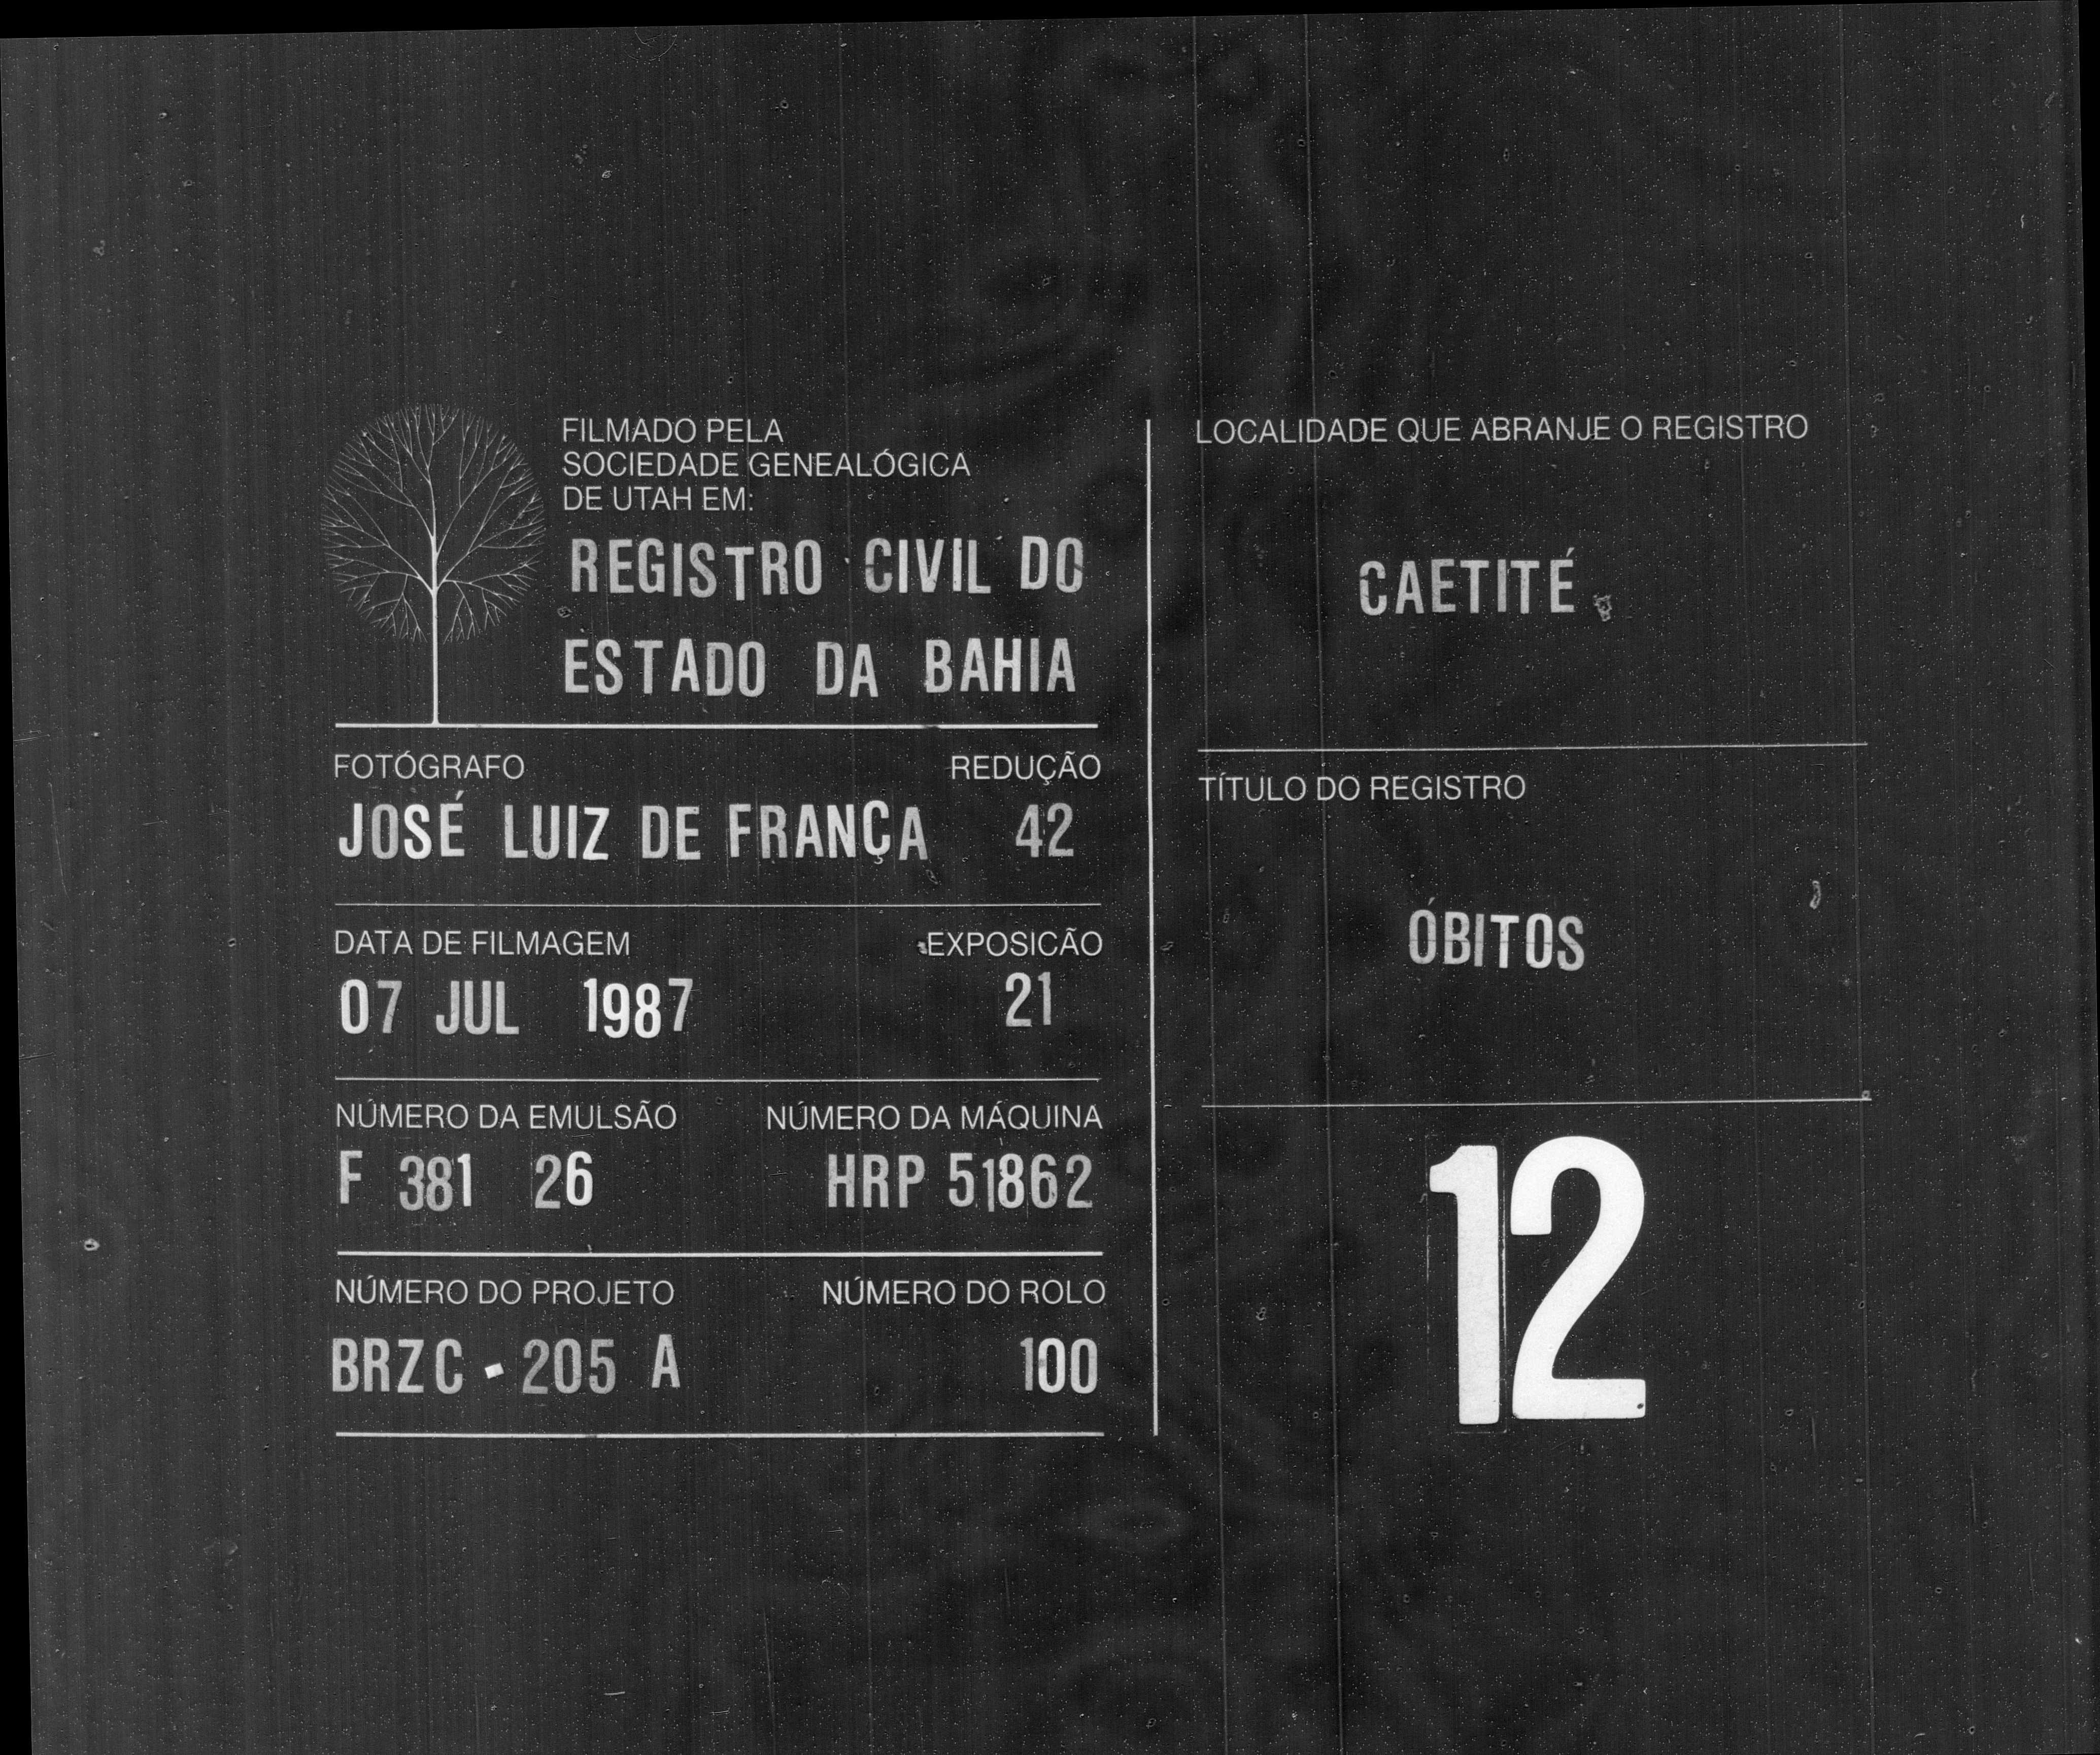 FILMADO PELA
SOCIEDADE GENEALÓGICA
DE UTAH EM:
REGISTRO CIVIL DO
ESTADO DA BAHIA
FOTÓGRAFO REDUÇÃO
JOSÉ LUIZ DE FRANÇA 42
DATA DE FILMAGEM EXPOSICÃO
07 JUL 1987 21
NÚMERO DA EMULSÃO NÚMERO DA MÁQUINA
F 381 26 HRP 51862
NÚMERO DO PROJETO NÚMERO DO ROLO
BRZC - 205 A 100
LOCALIDADE QUE ABRANJE O REGISTRO
CAETITÉ
TÍTULO DO REGISTRO
ÓBITOS
12